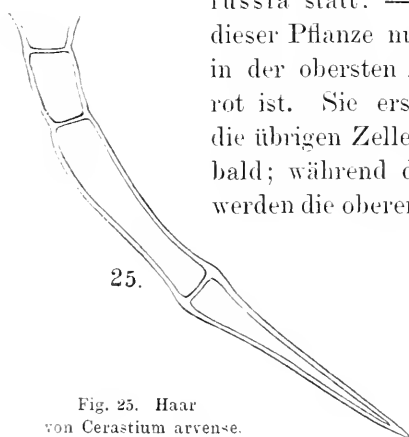 russia statt. —
dieser Pflanze nu
in der obersten
rot ist. Sie ers
die übrigen Zelle
bald; während d
werden die oberen
25.
Fig. 25. Haar
von Cerastium arvense.